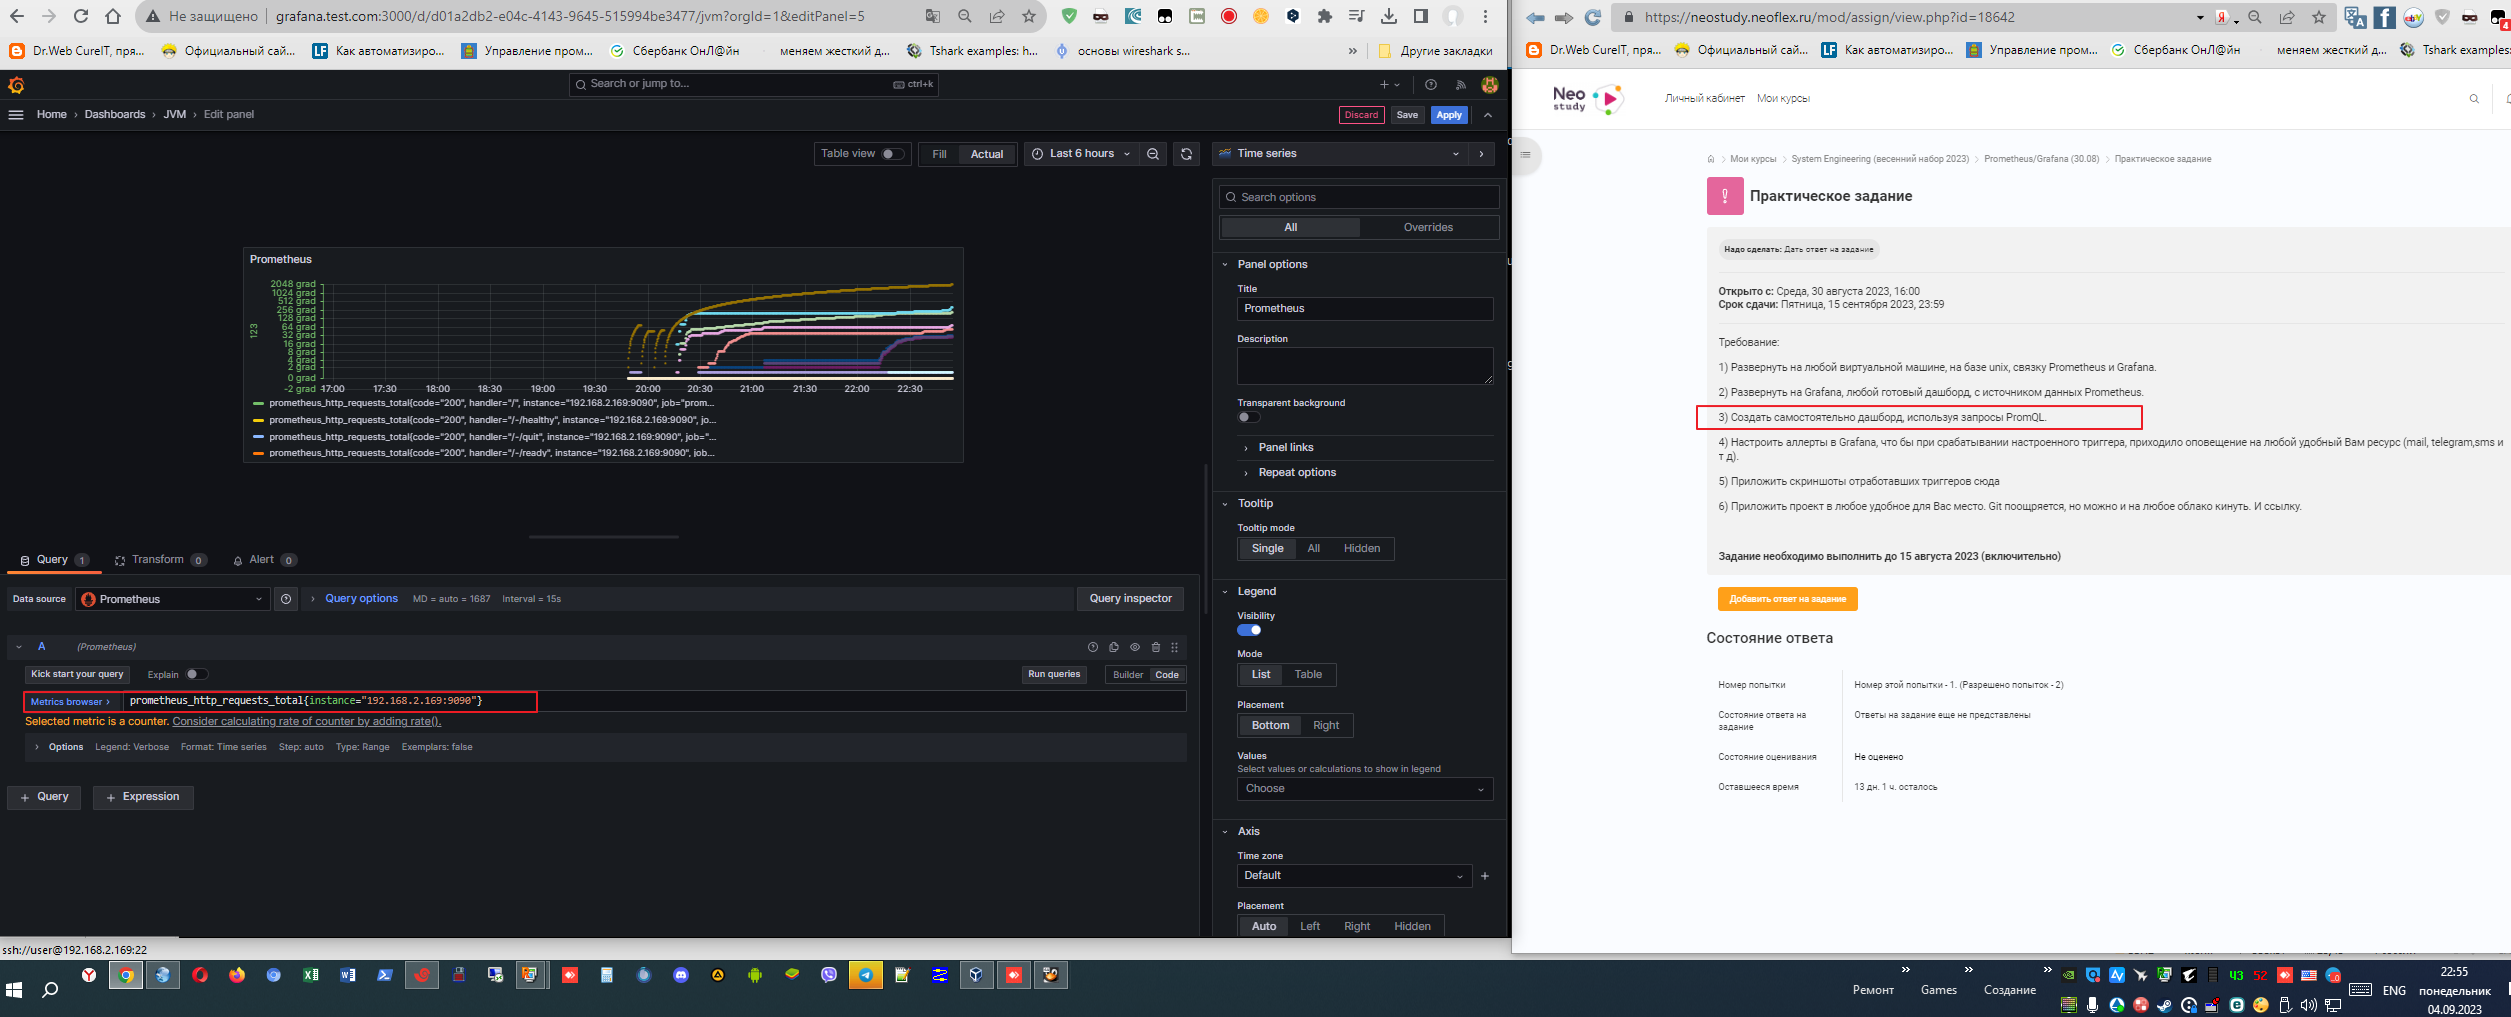 Не защищено | grafana.test.com:3000/d/d01a2db2-e04c-4143-9645-515994be3477/jvm?orgId=1&editPanel=5
Dr.Web CureIT, пря...
Официальный сай...
Как автоматизиро...
Управление пром...
Сбербанк ОнЛ@йн
меняем жесткий д...
Tshark examples: h...
основы wireshark s...
»
Другие закладки
Search or jump to...
ctrl+k
Home › Dashboards › JVM › Edit panel
Discard
Save
Apply
Table view
Fill
Actual
Last 6 hours
Time series
Prometheus
2048 grad
1024 grad
512 grad
256 grad
128 grad
64 grad
32 grad
16 grad
8 grad
4 grad
2 grad
0 grad
-2 grad
123
17:00
17:30
18:00
18:30
19:00
19:30
20:00
20:30
21:00
21:30
22:00
22:30
prometheus_http_requests_total{code="200", handler="/", instance="192.168.2.169:9090", job="prom...
prometheus_http_requests_total{code="200", handler="/-/healthy", instance="192.168.2.169:9090", jo...
prometheus_http_requests_total{code="200", handler="/-/quit", instance="192.168.2.169:9090", job="...
prometheus_http_requests_total{code="200", handler="/-/ready", instance="192.168.2.169:9090", job...
Query 1
Transform 0
Alert 0
Data source
Prometheus
Query options
MD = auto = 1687
Interval = 15s
Query inspector
A
(Prometheus)
Kick start your query
Explain
Run queries
Builder
Code
Metrics browser ›
prometheus_http_requests_total{instance="192.168.2.169:9090"}
Selected metric is a counter. Consider calculating rate of counter by adding rate().
Options
Legend: Verbose
Format: Time series
Step: auto
Type: Range
Exemplars: false
+ Query
+ Expression
Search options
All
Overrides
Panel options
Title
Prometheus
Description
Transparent background
Panel links
Repeat options
Tooltip
Tooltip mode
Single
All
Hidden
Legend
Visibility
Mode
List
Table
Placement
Bottom
Right
Values
Select values or calculations to show in legend
Choose
Axis
Time zone
Default
Placement
Auto
Left
Right
Hidden
ssh://user@192.168.2.169:22
https://neostudy.neoflex.ru/mod/assign/view.php?id=18642
Dr.Web CureIT, пря...
Официальный сай...
Как автоматизиро...
Управление пром...
Сбербанк ОнЛ@йн
меняем жесткий д...
Tshark examples:
Neo
study
Личный кабинет
Мои курсы
Мои курсы > System Engineering (весенний набор 2023) > Prometheus/Grafana (30.08) > Практическое задание
Практическое задание
Надо сделать: Дать ответ на задание
Открыто с: Среда, 30 августа 2023, 16:00
Срок сдачи: Пятница, 15 сентября 2023, 23:59
Требование:
1) Развернуть на любой виртуальной машине, на базе unix, связку Prometheus и Grafana.
2) Развернуть на Grafana, любой готовый дашборд, с источником данных Prometheus.
3) Создать самостоятельно дашборд, используя запросы PromQL.
4) Настроить аллерты в Grafana, что бы при срабатывании настроенного триггера, приходило оповещение на любой удобный Вам ресурс (mail, telegram,sms и
т д).
5) Приложить скриншоты отработавших триггеров сюда
6) Приложить проект в любое удобное для Вас место. Git поощряется, но можно и на любое облако кинуть. И ссылку.
Задание необходимо выполнить до 15 августа 2023 (включительно)
Добавить ответ на задание
Состояние ответа
Номер попытки
Номер этой попытки - 1. (Разрешено попыток - 2)
Состояние ответа на
задание
Ответы на задание еще не представлены
Состояние оценивания
Не оценено
Оставшееся время
13 дн. 1 ч. осталось
Ремонт
»
Games
»
Создание
»
43
52
ENG
22:55
понедельник
04.09.2023